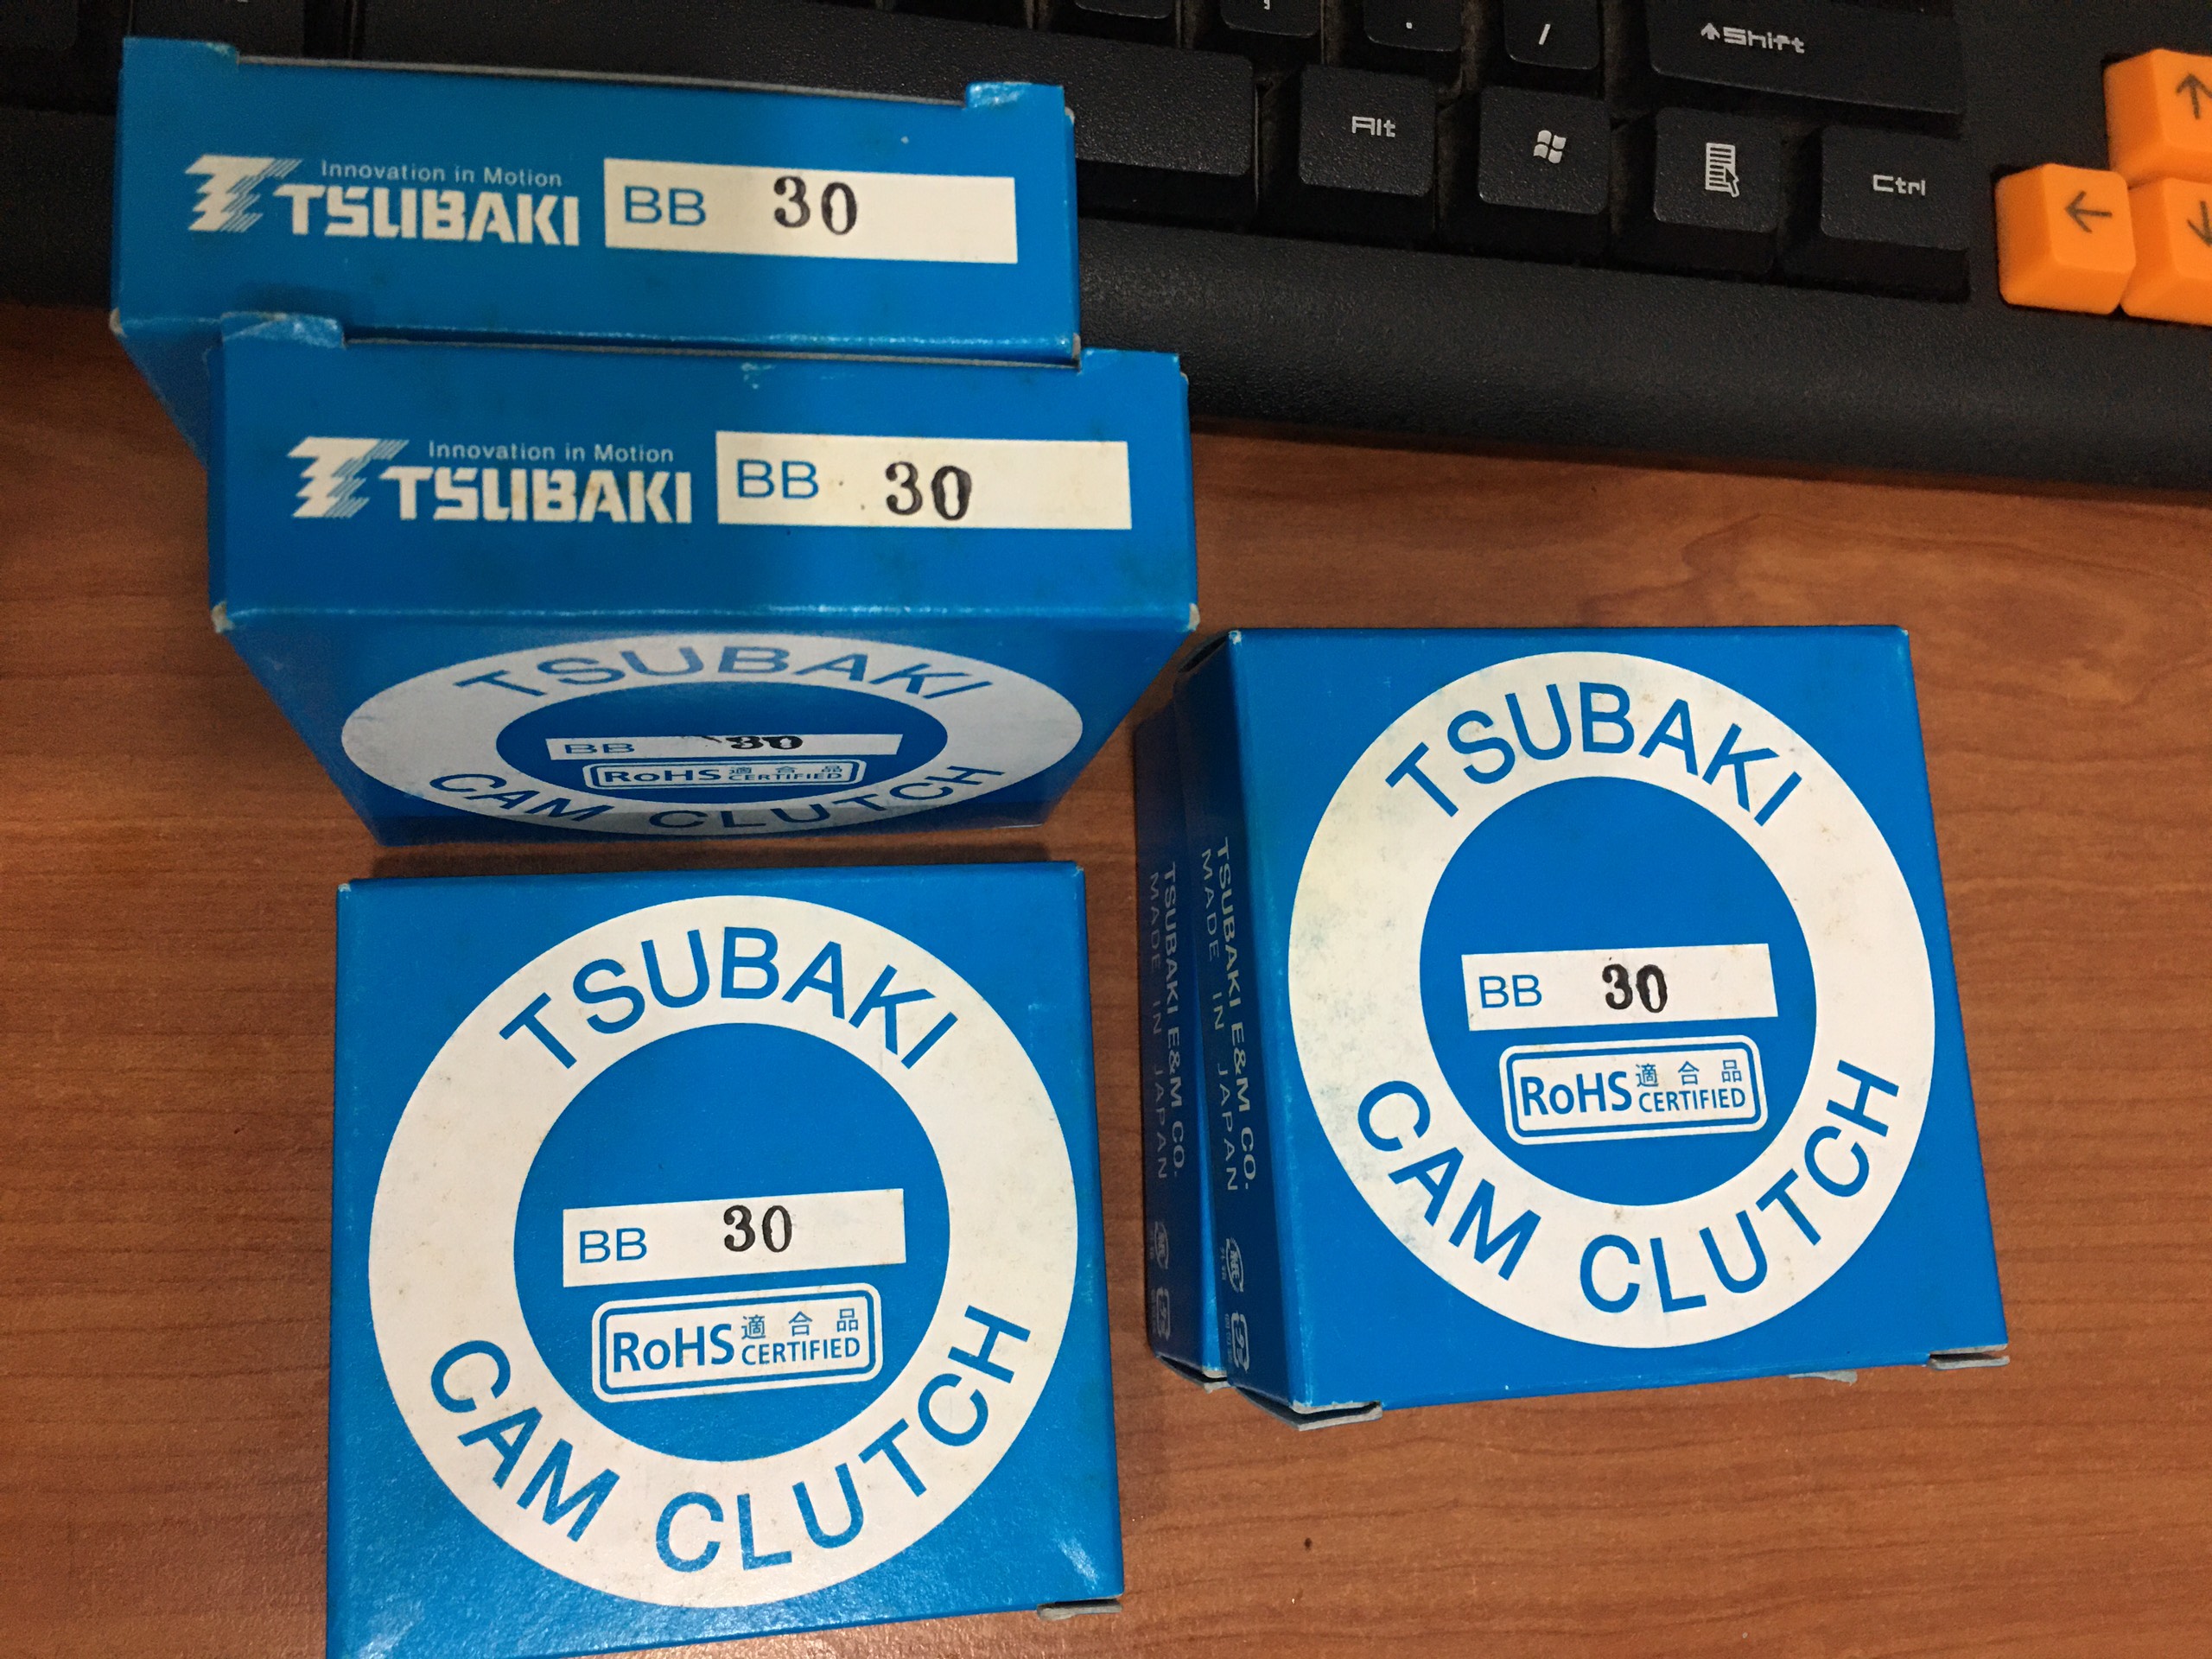 /
↑Shift
Alt
Ctrl
Innovation in Motion
TSUBAKI
BB 30
Innovation in Motion
TSUBAKI
BB 30
TSUBAKI
BB 30
RoHS 適合品
CERTIFIED
CAM CLUTCH
TSUBAKI
BB 30
RoHS 適合品
CERTIFIED
CAM CLUTCH
TSUBAKI E&M CO.
MADE IN JAPAN
TSUBAKI E&M CO.
MADE IN JAPAN
TSUBAKI
BB 30
RoHS 適合品
CERTIFIED
CAM CLUTCH